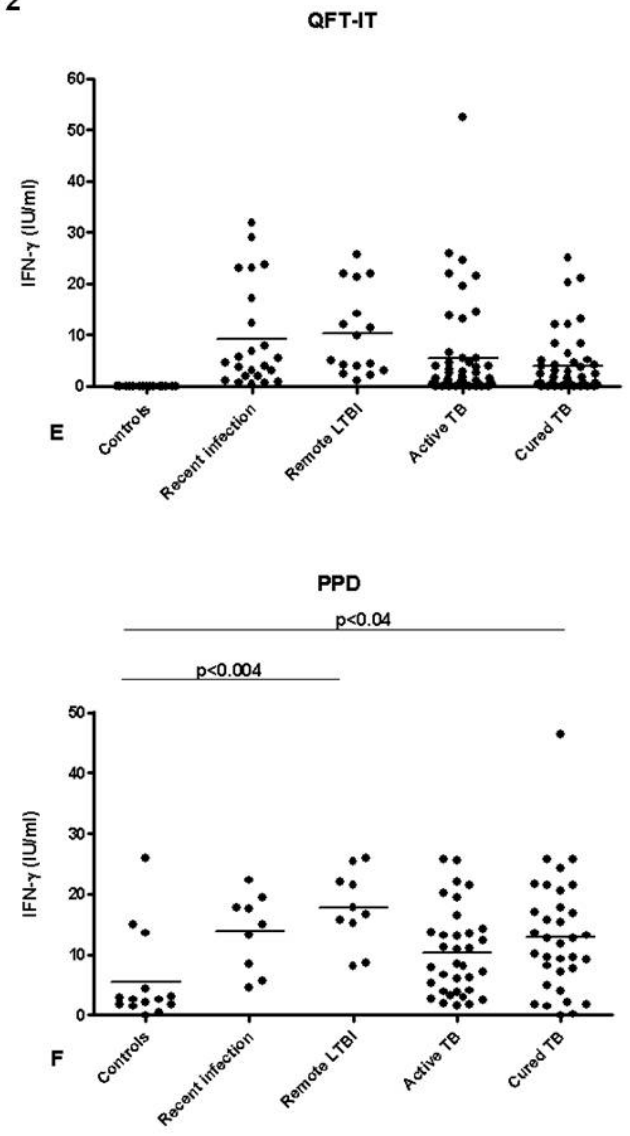 2
QFT-IT
60
50
40
30
20
10
0
IFN-γ (IU/ml)
Controls
Recent infection
Remote LTBI
Active TB
Cured TB
E
PPD
p<0.04
p<0.004
50
40
30
20
10
0
IFN-γ (IU/ml)
Controls
Recent infection
Remote LTBI
Active TB
Cured TB
F